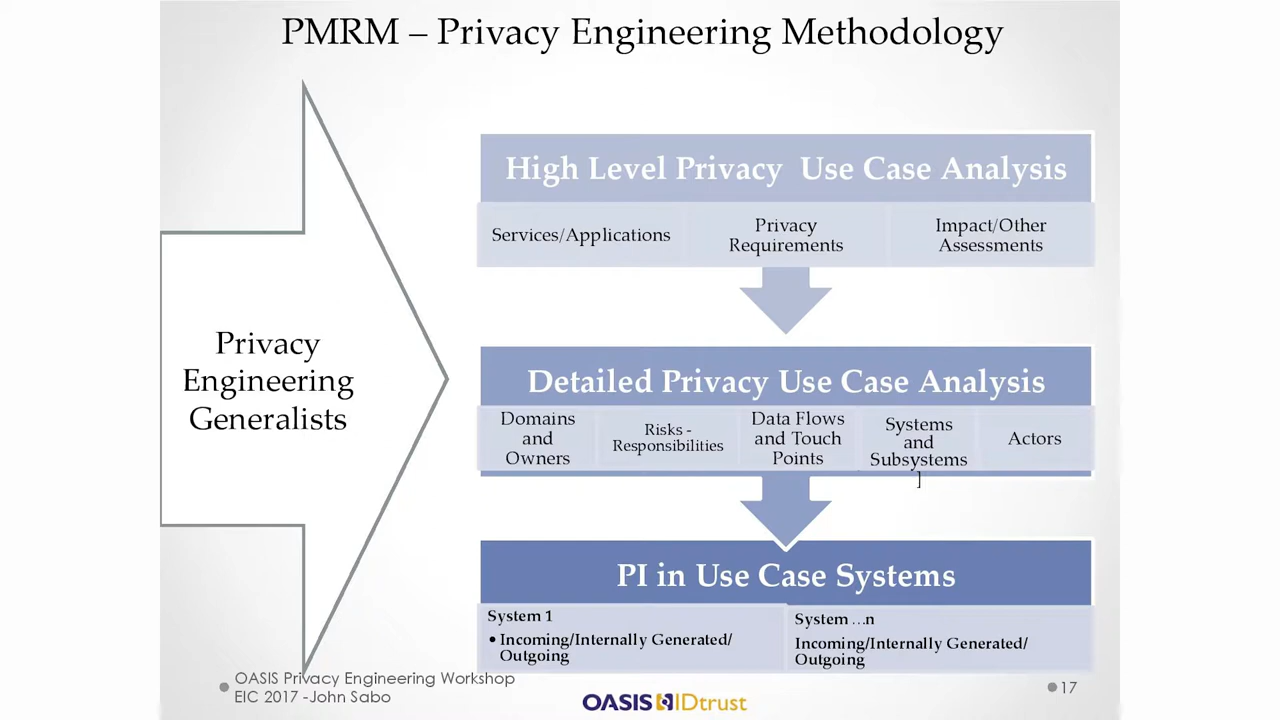 PMRM – Privacy Engineering Methodology
Privacy
Engineering
Generalists
High Level Privacy Use Case Analysis
Services/Applications
Privacy
Requirements
Impact/Other
Assessments
Detailed Privacy Use Case Analysis
Domains
and
Owners
Risks -
Responsibilities
Data Flows
and Touch
Points
Systems
and
Subsystems
]
Actors
PI in Use Case Systems
System 1
• Incoming/Internally Generated/
Outgoing
System …n
Incoming/Internally Generated/
Outgoing
OASIS Privacy Engineering Workshop
EIC 2017 -John Sabo
OASIS IDtrust
17